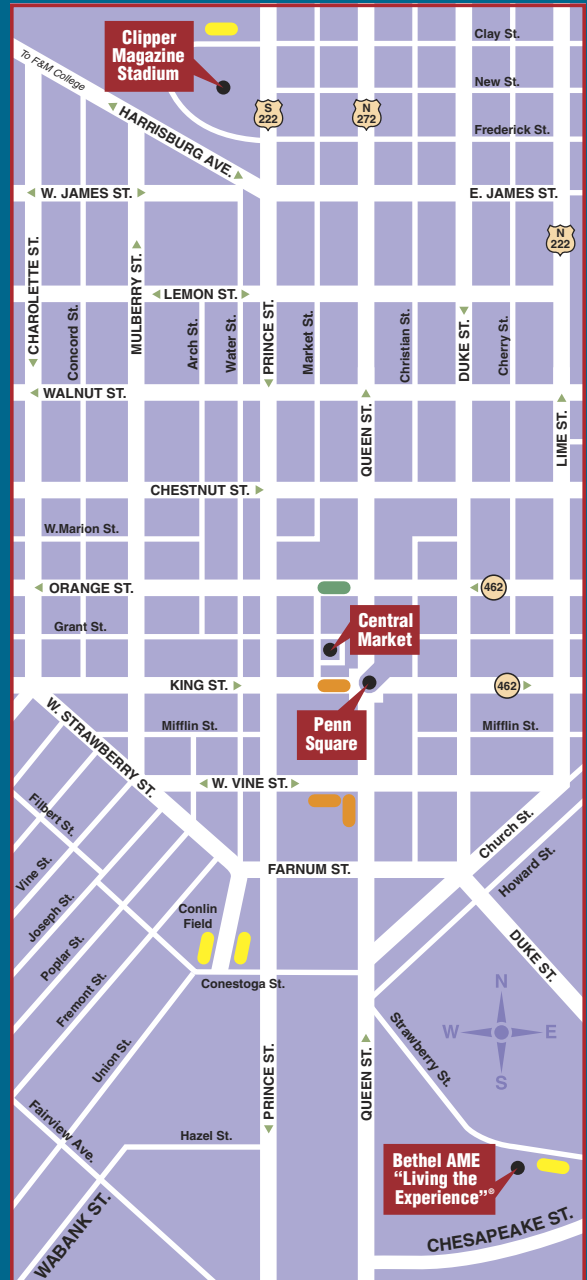 Clipper
Magazine
Stadium
Clay St.
To F&M College
New St.
S
222
N
272
HARRISBURG AVE.
Frederick St.
W. JAMES ST.
E. JAMES ST.
N
222
CHAROLETTE ST.
Concord St.
MULBERRY ST.
LEMON ST.
Arch St.
Water St.
PRINCE ST.
Market St.
Christian St.
DUKE ST.
Cherry St.
WALNUT ST.
QUEEN ST.
LIME ST.
CHESTNUT ST.
W.Marion St.
ORANGE ST.
462
Grant St.
Central
Market
KING ST.
462
W. STRAWBERRY ST.
Mifflin St.
Penn
Square
Mifflin St.
W. VINE ST.
Filbert St.
Church St.
Vine St.
FARNUM ST.
Howard St.
Joseph St.
Conlin
Field
Poplar St.
DUKE ST.
Fremont St.
Conestoga St.
N
W
E
S
Union St.
PRINCE ST.
QUEEN ST.
Strawberry St.
Fairview Ave.
Hazel St.
Bethel AME
“Living the
Experience”®
WABANK ST.
CHESAPEAKE ST.